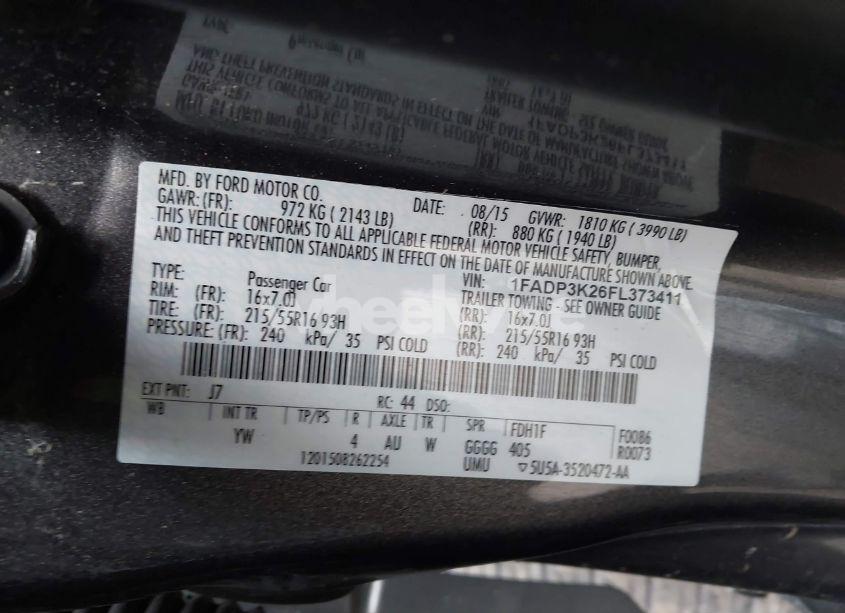 MFD. BY FORD MOTOR CO.
DATE: 08/15 GVWR: 1810 KG ( 3990 LB)
GAWR: (FR): 972 KG ( 2143 LB) (RR): 880 KG ( 1940 LB)
THIS VEHICLE CONFORMS TO ALL APPLICABLE FEDERAL MOTOR VEHICLE SAFETY, BUMPER,
AND THEFT PREVENTION STANDARDS IN EFFECT ON THE DATE OF MANUFACTURE SHOWN ABOVE.
VIN: 1FADP3K26FL373411
TYPE: Passenger Car TRAILER TOWING - SEE OWNER GUIDE
RIM: (FR): 16x7.0J (RR): 16x7.0J
TIRE: (FR): 215/55R16 93H (RR): 215/55R16 93H
PRESSURE: (FR): 240 kPa/ 35 PSI COLD (RR): 240 kPa/ 35 PSI COLD
EXT PNT: J7 RC: 44 DSO:
WB INT TR TP/PS R AXLE TR SPR FDH1F F0086
YW 4 AU W GGGG 405 R0073
1201508262254 UMU 5U5A-3520472-AA